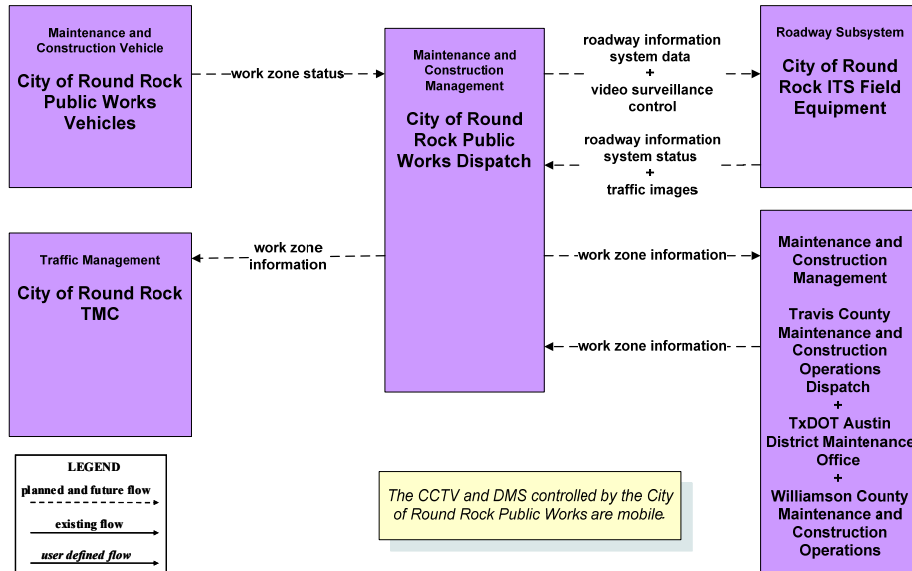 Maintenance and
Construction Vehicle
City of Round Rock
Public Works
Vehicles
work zone status
Maintenance and
Construction
Management
City of Round
Rock Public
Works Dispatch
roadway information
system data
+
video surveillance
control
roadway information
system status
+
traffic images
Roadway Subsystem
City of Round
Rock ITS Field
Equipment
Traffic Management
City of Round Rock
TMC
work zone
information
work zone information
work zone information
Maintenance and
Construction
Management
Travis County
Maintenance and
Construction
Operations
Dispatch
+
TxDOT Austin
District Maintenance
Office
+
Williamson County
Maintenance and
Construction
Operations
LEGEND
planned and future flow
existing flow
user defined flow
The CCTV and DMS controlled by the City
of Round Rock Public Works are mobile.